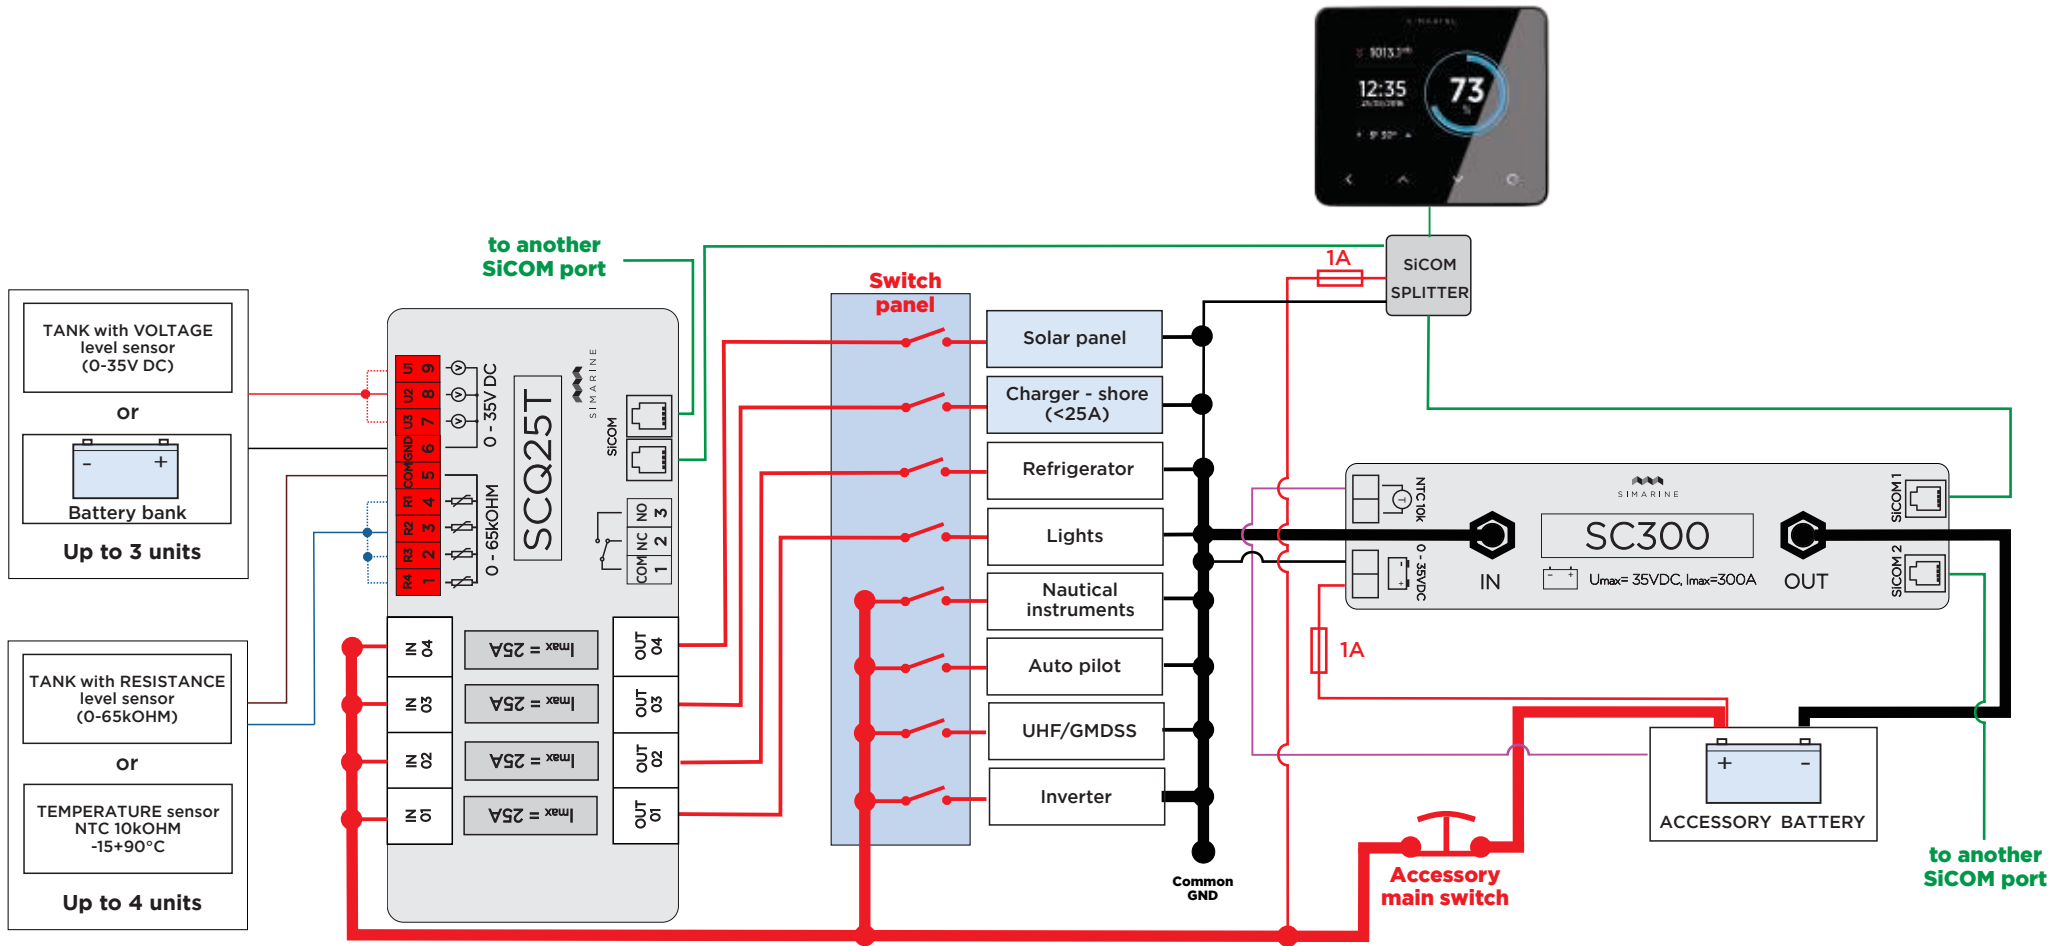 SIMARINE
1013.1mb
12:35
73
%
to another
SiCOM port
1A
SiCOM
SPLITTER
Switch
panel
TANK with VOLTAGE
level sensor
(0-35V DC)
or
- +
Battery bank
Up to 3 units
TANK with RESISTANCE
level sensor
(0-65kOHM)
or
TEMPERATURE sensor
NTC 10kOHM
-15+90°C
Up to 4 units
U1 9
U2 8
U3 7
GND 6
COM 5
R1 4
R2 3
R3 2
R4 1
V
V
V
0 - 35V DC
0 - 65kOHM
SCQ25T
SIMARINE
SiCOM
NO 3
NC 2
COM 1
IN 04
Imax = 25A
OUT 04
IN 03
Imax = 25A
OUT 03
IN 02
Imax = 25A
OUT 02
IN 01
Imax = 25A
OUT 01
Solar panel
Charger - shore
(<25A)
Refrigerator
Lights
Nautical
instruments
Auto pilot
UHF/GMDSS
Inverter
Common
GND
NTC 10k
T
0 - 35VDC
SIMARINE
SC300
IN
- +
Umax= 35VDC, Imax=300A
OUT
SiCOM 1
SiCOM 2
1A
+ -
ACCESSORY BATTERY
Accessory
main switch
to another
SiCOM port